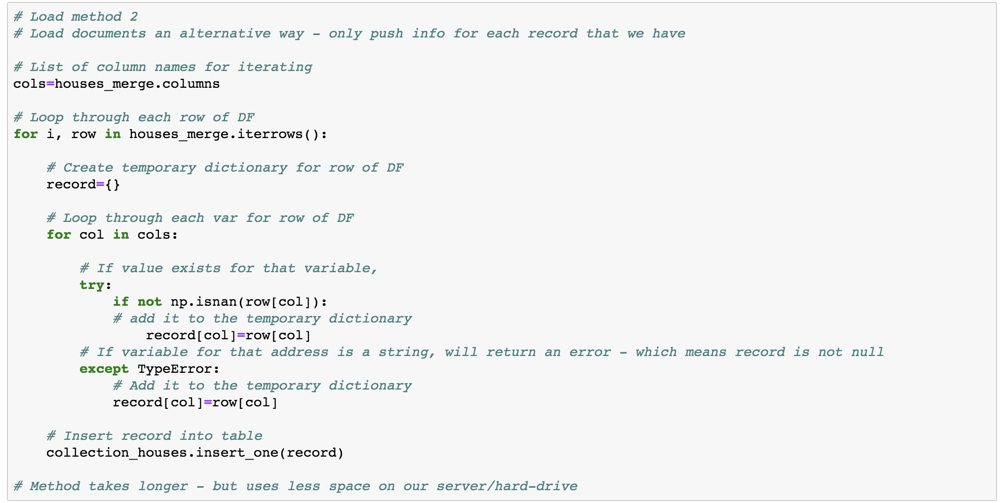 # Load method 2
# Load documents an alternative way – only push info for each record that we have
# List of column names for iterating
cols=houses_merge.columns
# Loop through each row of DF
for i, row in houses_merge.iterrows():
    # Create temporary dictionary for row of DF
    record={}
    # Loop through each var for row of DF
    for col in cols:
        # If value exists for that variable,
        try:
            if not np.isnan(row[col]):
            # add it to the temporary dictionary
                record[col]=row[col]
        # If variable for that address is a string, will return an error – which means record is not null
        except TypeError:
            # Add it to the temporary dictionary
            record[col]=row[col]
    # Insert record into table
    collection_houses.insert_one(record)
# Method takes longer – but uses less space on our server/hard-drive